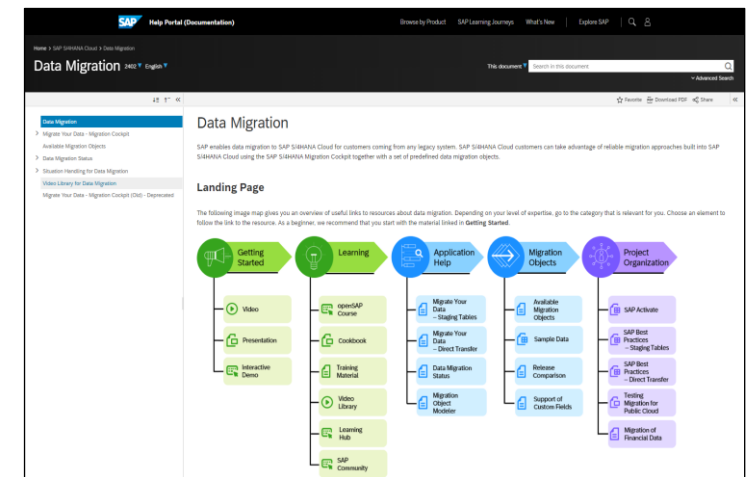 SAP Help Portal (Documentation)
Browse by Product SAP Learning Journeys What's New Explore SAP
Home > SAP S/4HANA Cloud > Data Migration
Data Migration 2402 English
This document Search in this document
Advanced Search
Favorite Download PDF Share
Data Migration
Migrate Your Data - Migration Cockpit
Available Migration Objects
Data Migration Status
Situation Handling for Data Migration
Video Library for Data Migration
Migrate Your Data - Migration Cockpit (Old) - Deprecated
Data Migration
SAP enables data migration to SAP S/4HANA Cloud for customers coming from any legacy system. SAP S/4HANA Cloud customers can take advantage of reliable migration approaches built into SAP
S/4HANA Cloud using the SAP S/4HANA Migration Cockpit together with a set of predefined data migration objects.
Landing Page
The following image map gives you an overview of useful links to resources about data migration. Depending on your level of expertise, go to the category that is relevant for you. Choose an element to
follow the link to the resource. As a beginner, we recommend that you start with the material linked in Getting Started.
Getting
Started
Video
Presentation
Interactive
Demo
Learning
openSAP
Course
Cookbook
Training
Material
Video
Library
Learning
Hub
SAP
Community
Application
Help
Migrate Your
Data
– Staging Tables
Migrate Your
Data
– Direct Transfer
Data Migration
Status
Migration
Object
Modeler
Migration
Objects
Available
Migration
Objects
Sample Data
Release
Comparison
Support of
Custom Fields
Project
Organization
SAP Activate
SAP Best
Practices
– Staging Tables
SAP Best
Practices
– Direct Transfer
Testing
Migration for
Public Cloud
Migration of
Financial Data